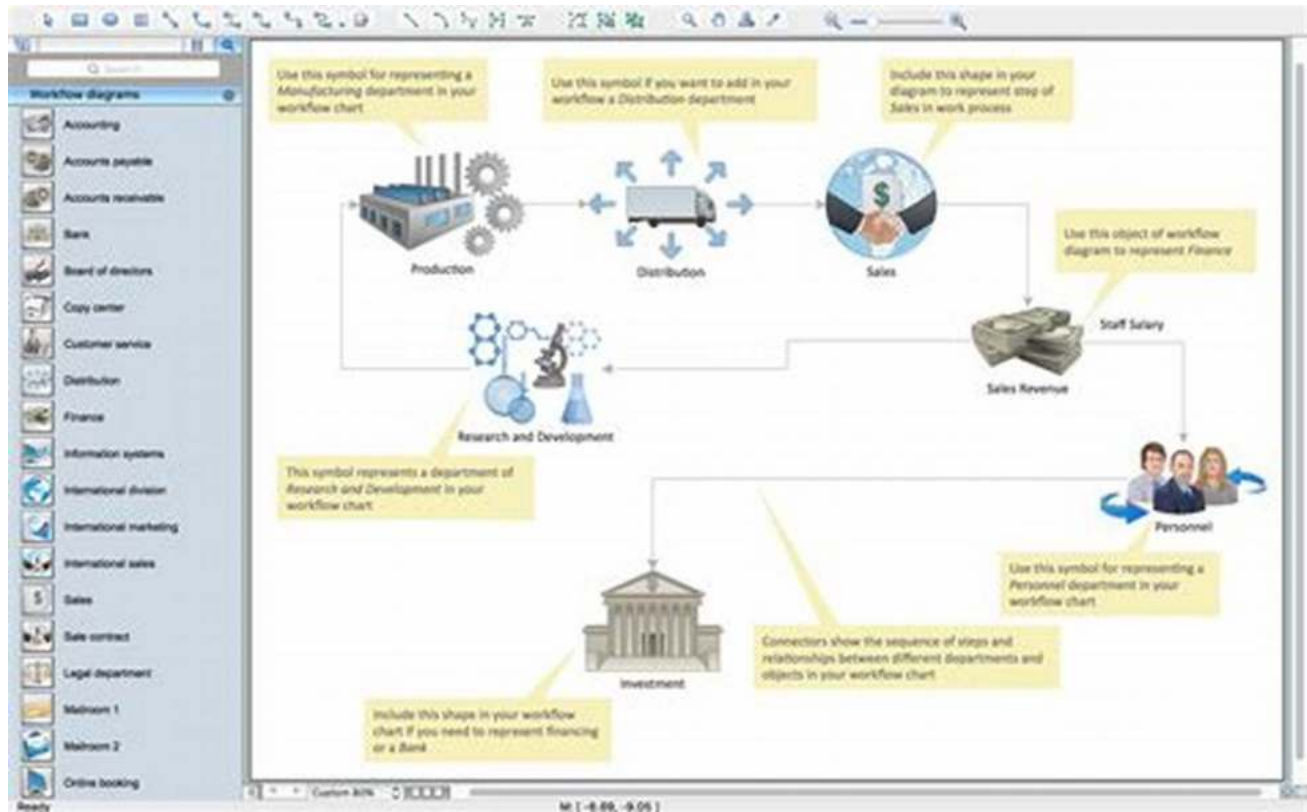 Search
Workflow diagrams
Accounting
Accounts payable
Accounts receivable
Bank
Board of directors
Copy center
Customer service
Distribution
Finance
Information systems
International division
International marketing
International sales
Sales
Sale contract
Legal department
Mailroom 1
Mailroom 2
Online booking
Ready
Use this symbol for representing a
Manufacturing department in your
workflow chart
Use this symbol if you want to add in your
workflow a Distribution department
Include this shape in your
diagram to represent step of
Sales in work process
Production
Distribution
Sales
Use this object of workflow
diagram to represent Finance
Staff Salary
Sales Revenue
Research and Development
This symbol represents a department of
Research and Development in your
workflow chart
Personnel
Use this symbol for representing a
Personnel department in your
workflow chart
Connectors show the sequence of steps and
relationships between different departments and
objects in your workflow chart
Investment
Include this shape in your workflow
chart if you need to represent financing
or a Bank
Custom 80%
M: [ -6.89, -9.05 ]